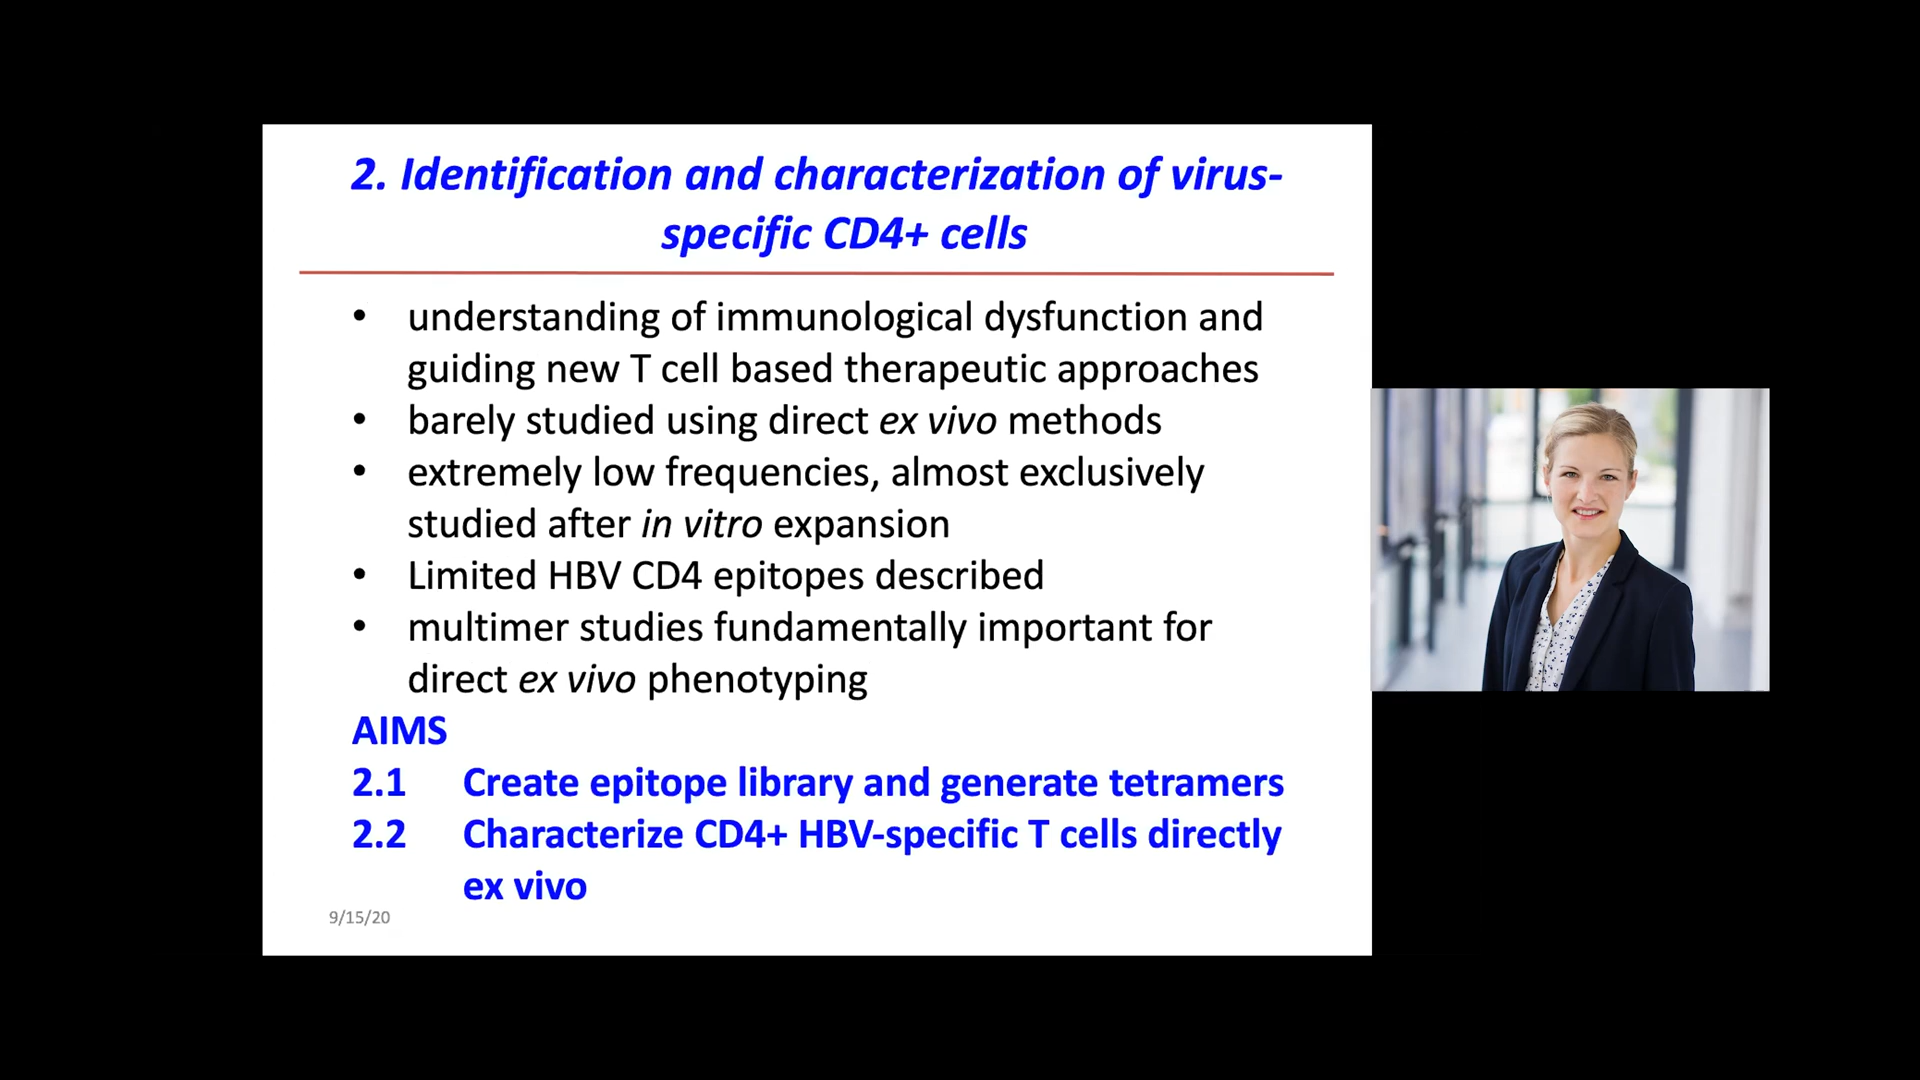 2. Identification and characterization of virus-
specific CD4+ cells
• understanding of immunological dysfunction and
guiding new T cell based therapeutic approaches
• barely studied using direct ex vivo methods
• extremely low frequencies, almost exclusively
studied after in vitro expansion
• Limited HBV CD4 epitopes described
• multimer studies fundamentally important for
direct ex vivo phenotyping
AIMS
2.1 Create epitope library and generate tetramers
2.2 Characterize CD4+ HBV-specific T cells directly
ex vivo
9/15/20